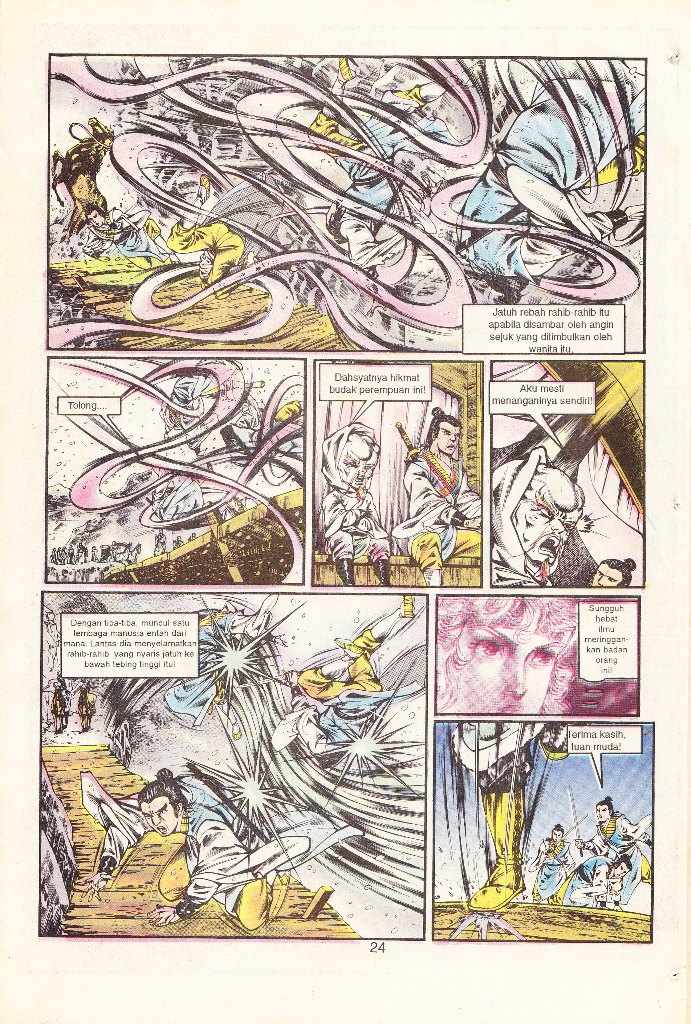 Jatuh rebah rahib-rahib itu
apabila disambar oleh angin
sejuk yang ditimbulkan oleh
wanita itu.
Tolong....
Dahsyatnya hikmat
budak perempuan ini!
Aku mesti
menanganinya sendiri!
Dengan tiba-tiba, muncul satu
lembaga manusia entah dari
mana. Lantas dia menyelamatkan
rahib-rahib yang nyaris jatuh ke
bawah tebing tinggi itu!
Sungguh
hebat
ilmu
meringgan-
kan badan
orang
ini!
Terima kasih,
tuan muda!
24